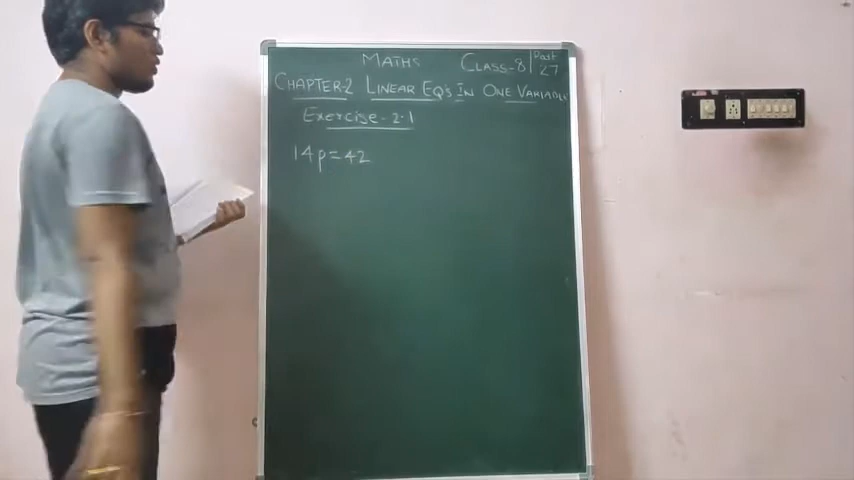 MATHS CLASS-8 Part 27
CHAPTER-2 LINEAR EQ'S IN ONE VARIABLE
Exercise-2.1
14p=42